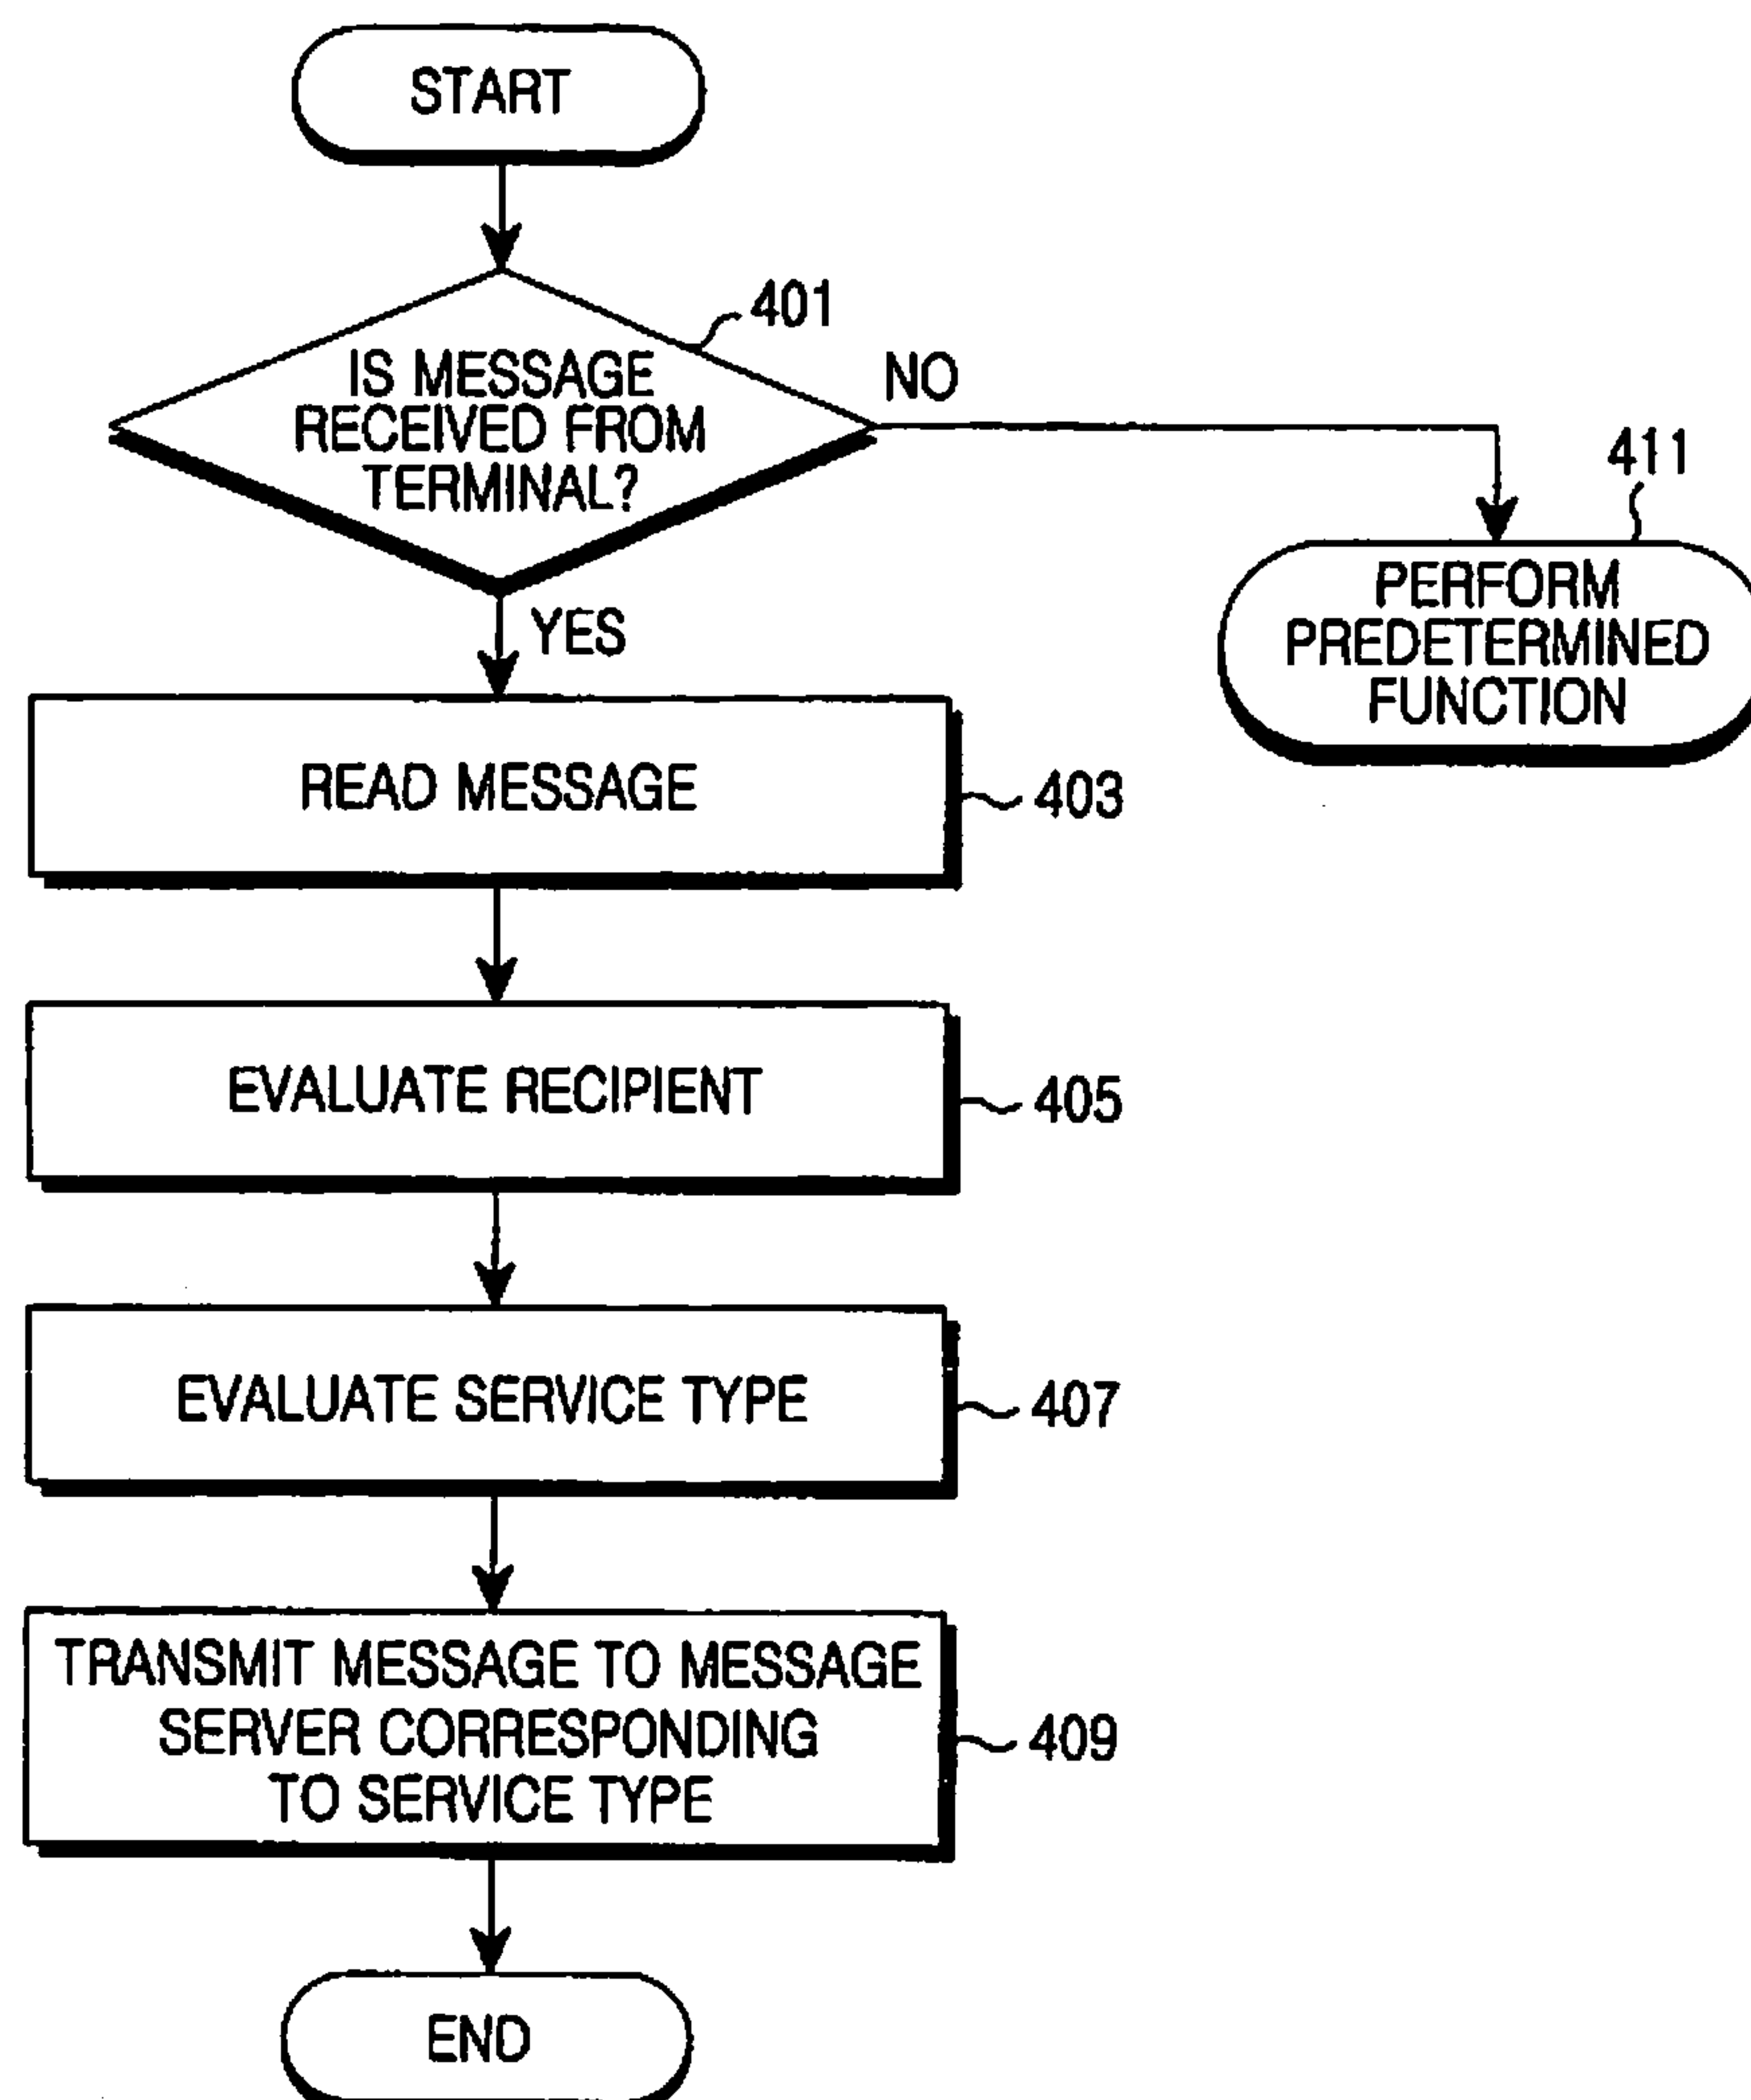 START
401
IS MESSAGE
RECEIVED FROM
TERMINAL?
NO
411
PERFORM
PREDETERMINED
FUNCTION
YES
READ MESSAGE
403
EVALUATE RECIPIENT
405
EVALUATE SERVICE TYPE
407
TRANSMIT MESSAGE TO MESSAGE
SERVER CORRESPONDING
TO SERVICE TYPE
409
END